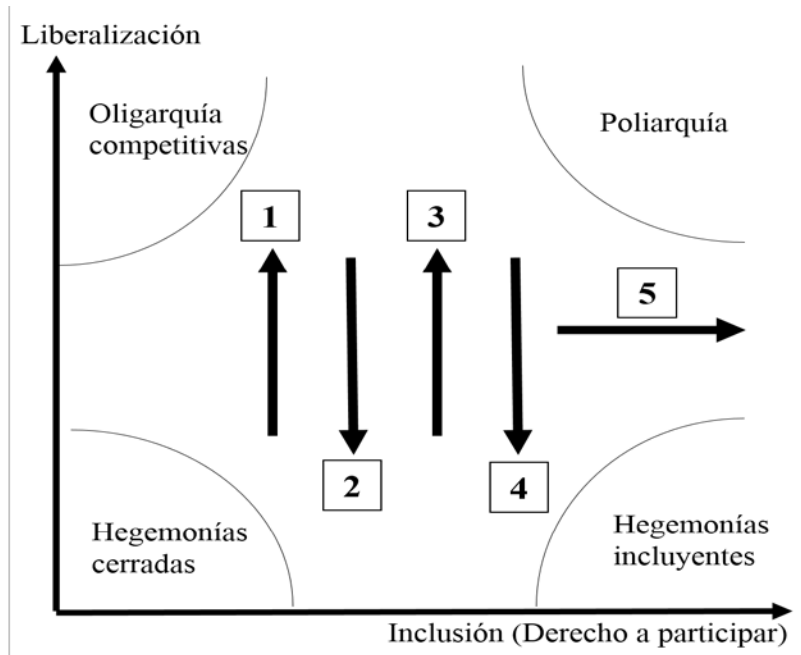 Liberalización
Oligarquía
competitivas
Poliarquía
1
3
5
2
4
Hegemonías
cerradas
Hegemonías
incluyentes
Inclusión (Derecho a participar)